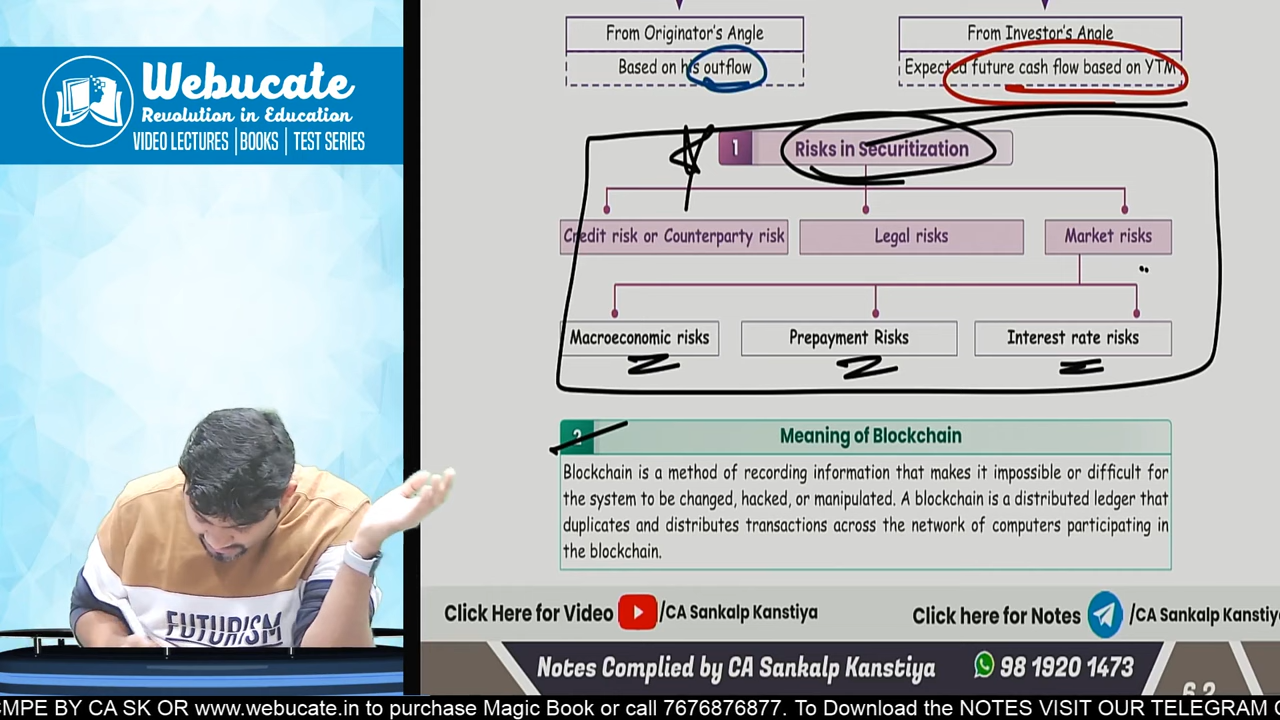 Webucate
Revolution in Education
VIDEO LECTURES | BOOKS | TEST SERIES
From Originator's Angle
From Investor's Angle
Based on his outflow
Expected future cash flow based on YTM
1 Risks in Securitization
Credit risk or Counterparty risk
Legal risks
Market risks
Macroeconomic risks
Prepayment Risks
Interest rate risks
2 Meaning of Blockchain
Blockchain is a method of recording information that makes it impossible or difficult for
the system to be changed, hacked, or manipulated. A blockchain is a distributed ledger that
duplicates and distributes transactions across the network of computers participating in
the blockchain.
FUTURISM
Click Here for Video /CA Sankalp Kanstiya
Click here for Notes /CA Sankalp Kanstiy
Notes Complied by CA Sankalp Kanstiya 98 1920 1473
CMPE BY CA SK OR www.webucate.in to purchase Magic Book or call 7676876877. To Download the NOTES VISIT OUR TELEGRAM